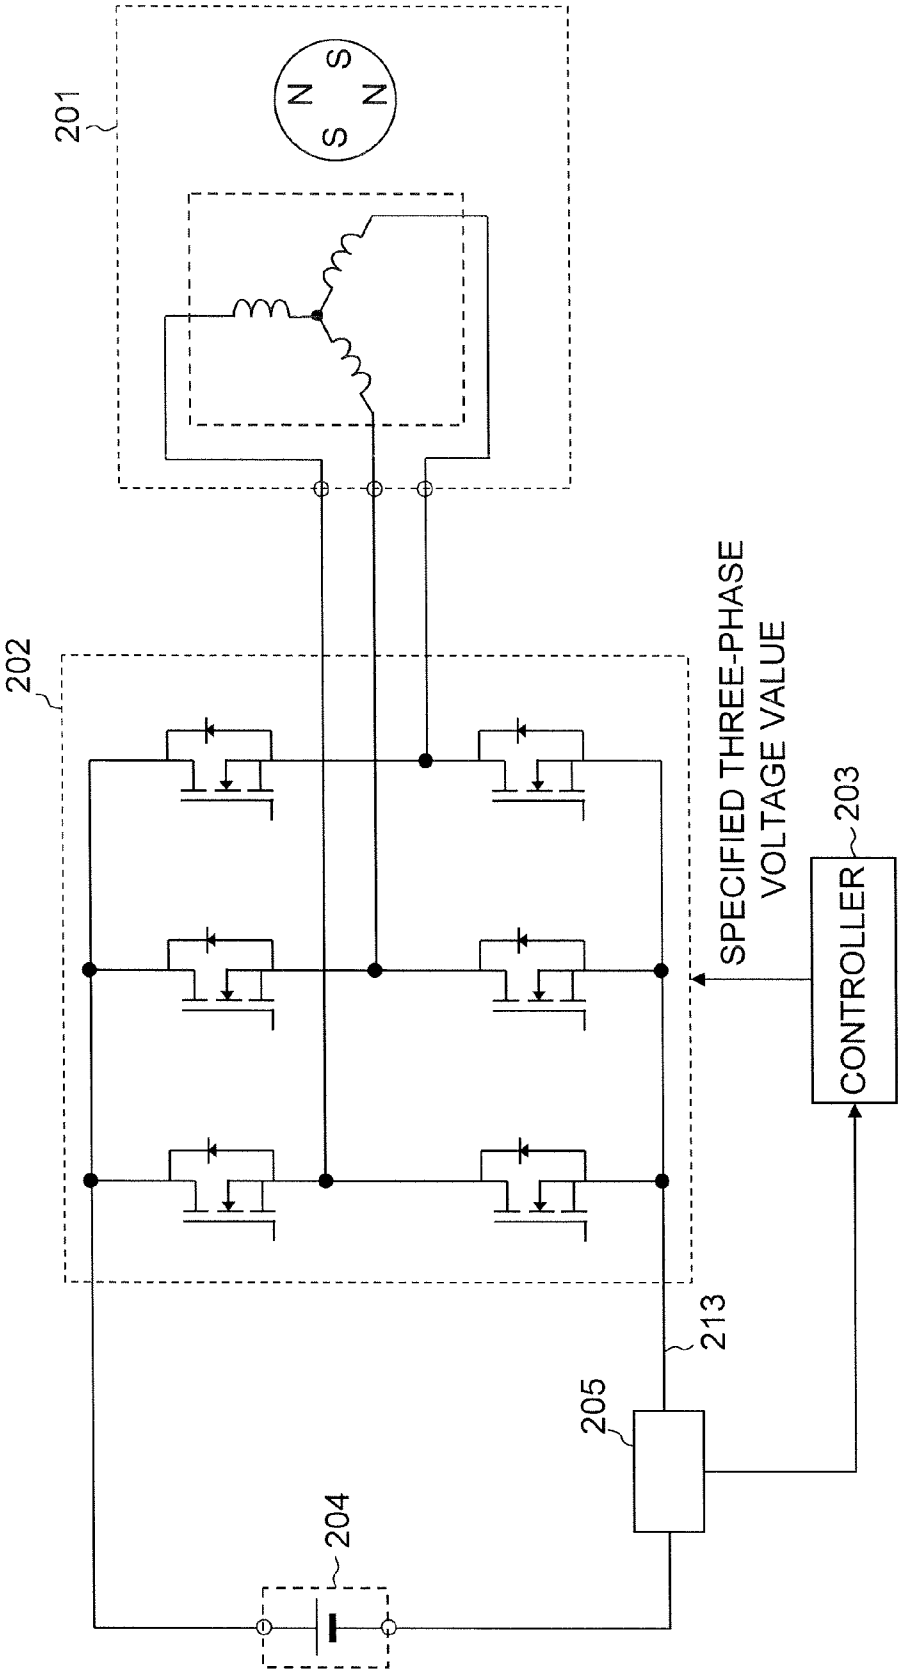 201
N
S
S
N
202
SPECIFIED THREE-PHASE
VOLTAGE VALUE
203
CONTROLLER
213
205
204